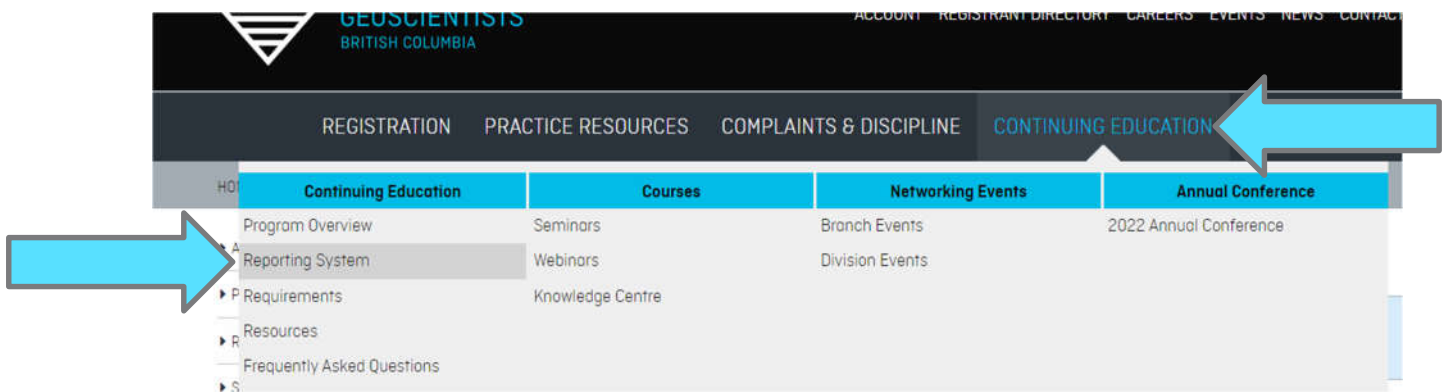 GEOSCIENTISTS
BRITISH COLUMBIA
ACCOUNT REGISTRANT DIRECTORY CAREERS EVENTS NEWS CONTACT
REGISTRATION PRACTICE RESOURCES COMPLAINTS & DISCIPLINE CONTINUING EDUCATION
Continuing Education Courses Networking Events Annual Conference
Program Overview Seminars Branch Events 2022 Annual Conference
Reporting System Webinars Division Events
P Requirements Knowledge Centre
R Resources
Frequently Asked Questions
S